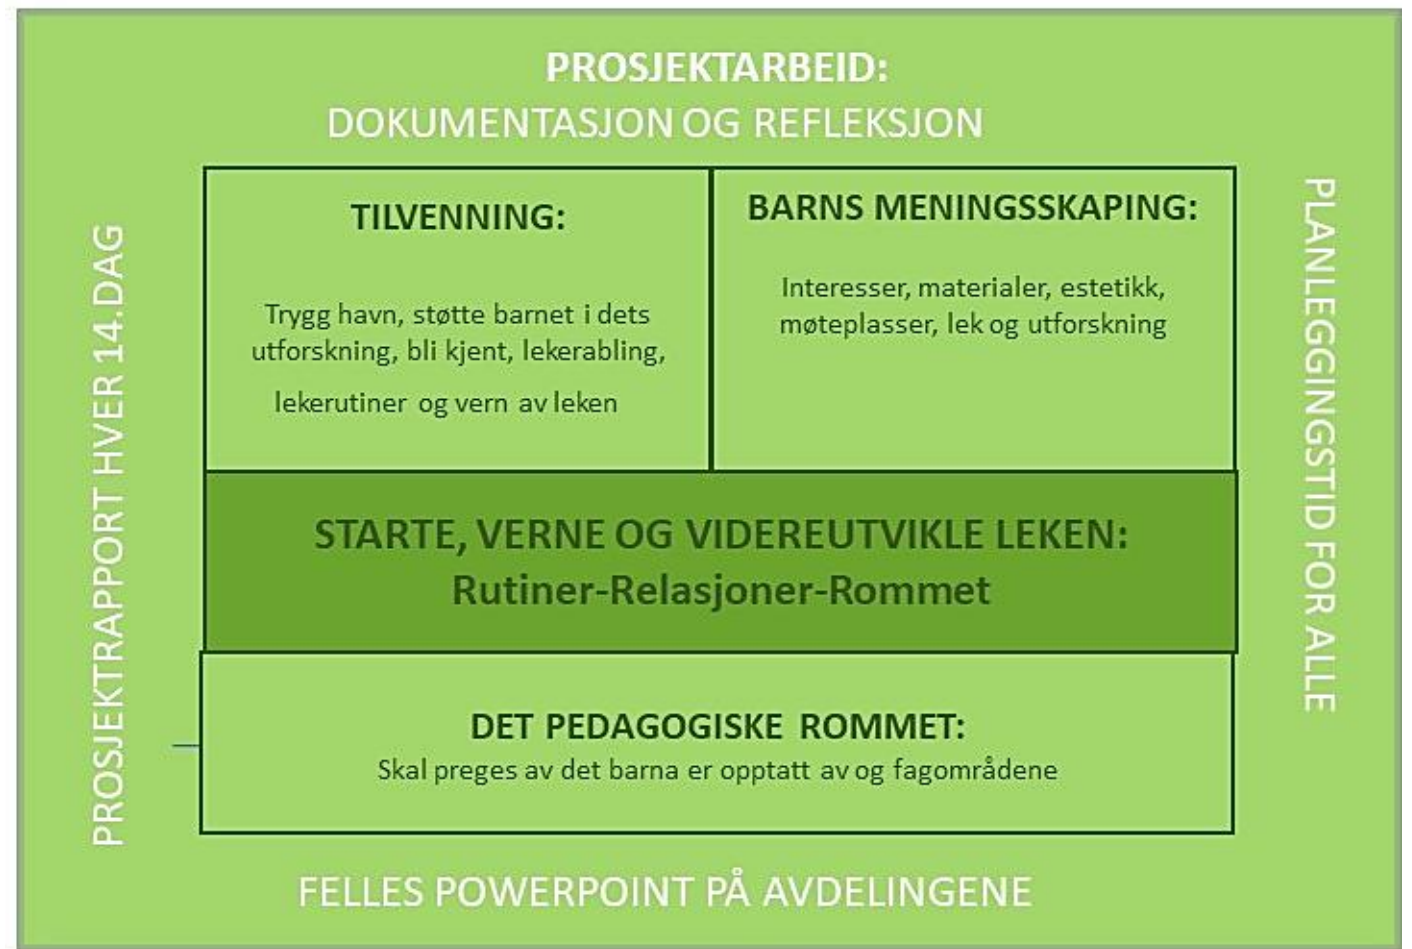 PROSJEKTARBEID:
DOKUMENTASJON OG REFLEKSJON
PROSJEKTRAPPORT HVER 14.DAG
TILVENNING:
Trygg havn, støtte barnet i dets
utforskning, bli kjent, lekerabling,
lekerutiner og vern av leken
BARNS MENINGSSKAPING:
Interesser, materialer, estetikk,
møteplasser, lek og utforskning
PLANLEGGINGSTID FOR ALLE
STARTE, VERNE OG VIDEREUTVIKLE LEKEN:
Rutiner-Relasjoner-Rommet
DET PEDAGOGISKE ROMMET:
Skal preges av det barna er opptatt av og fagområdene
FELLES POWERPOINT PÅ AVDELINGENE